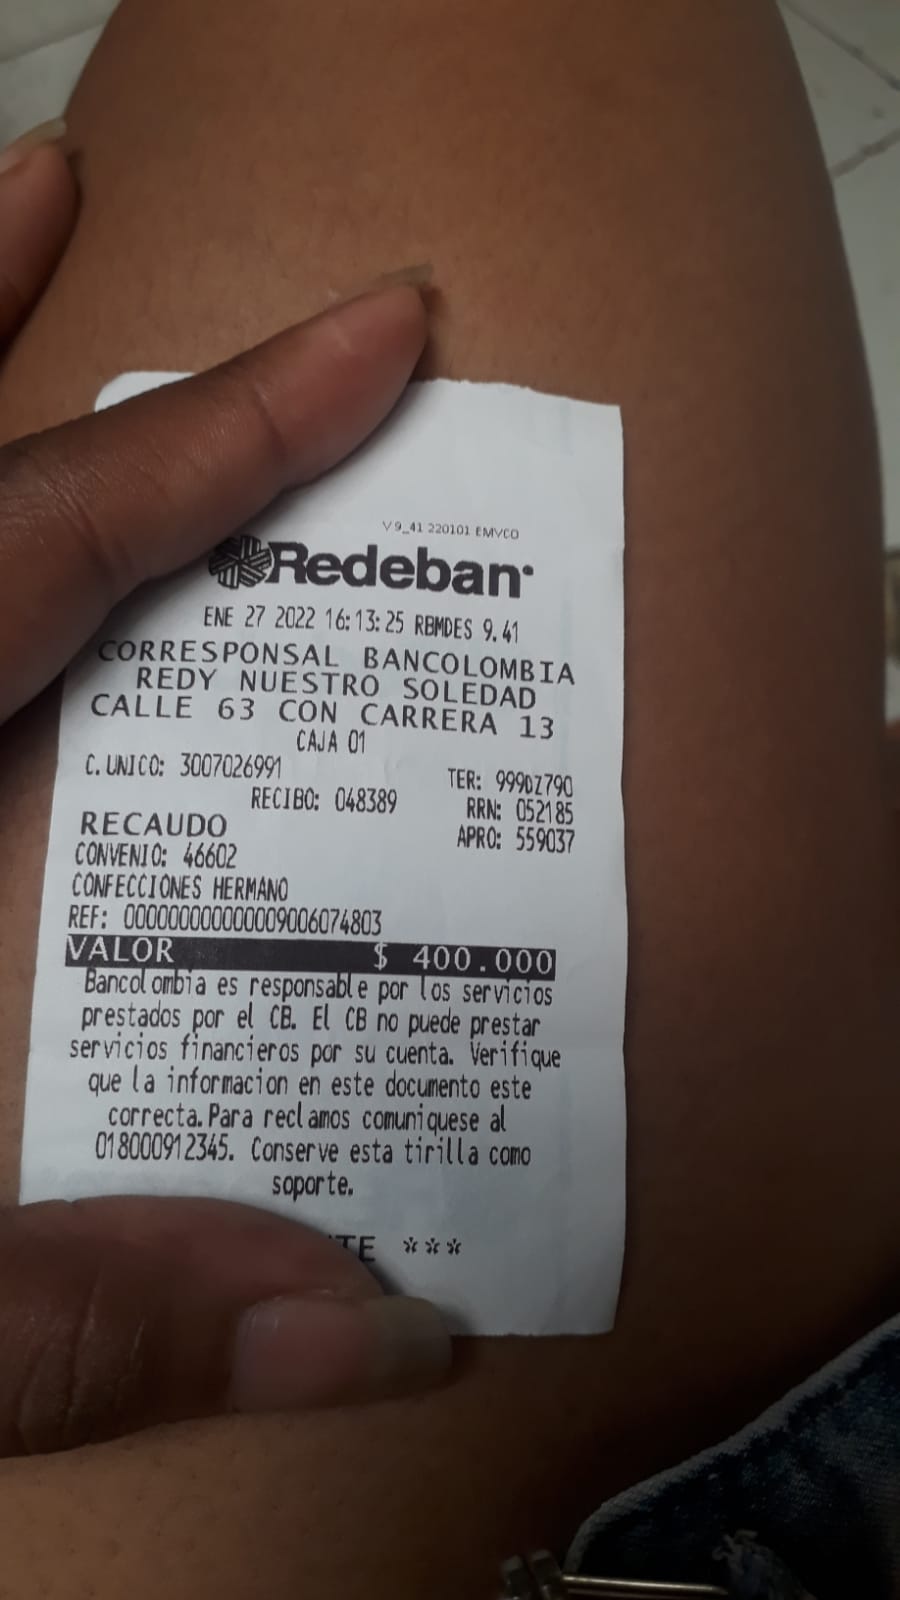 V9_41 220101 EMVCO
Redeban
ENE 27 2022 16:13:25 RBMDES 9.41
CORRESPONSAL BANCOLOMBIA
REDY NUESTRO SOLEDAD
CALLE 63 CON CARRERA 13
CAJA 01
C. UNICO: 3007026991 TER: 999DZ790
RECIBO: 048389 RRN: 052185
RECAUDO APRO: 559037
CONVENIO: 46602
CONFECCIONES HERMANO
REF: 000000000000009006074803
VALOR $ 400.000
Bancolombia es responsable por los servicios
prestados por el CB. El CB no puede prestar
servicios financieros por su cuenta. Verifique
que la informacion en este documento este
correcta. Para reclamos comuniquese al
018000912345. Conserve esta tirilla como
soporte.
TE ***